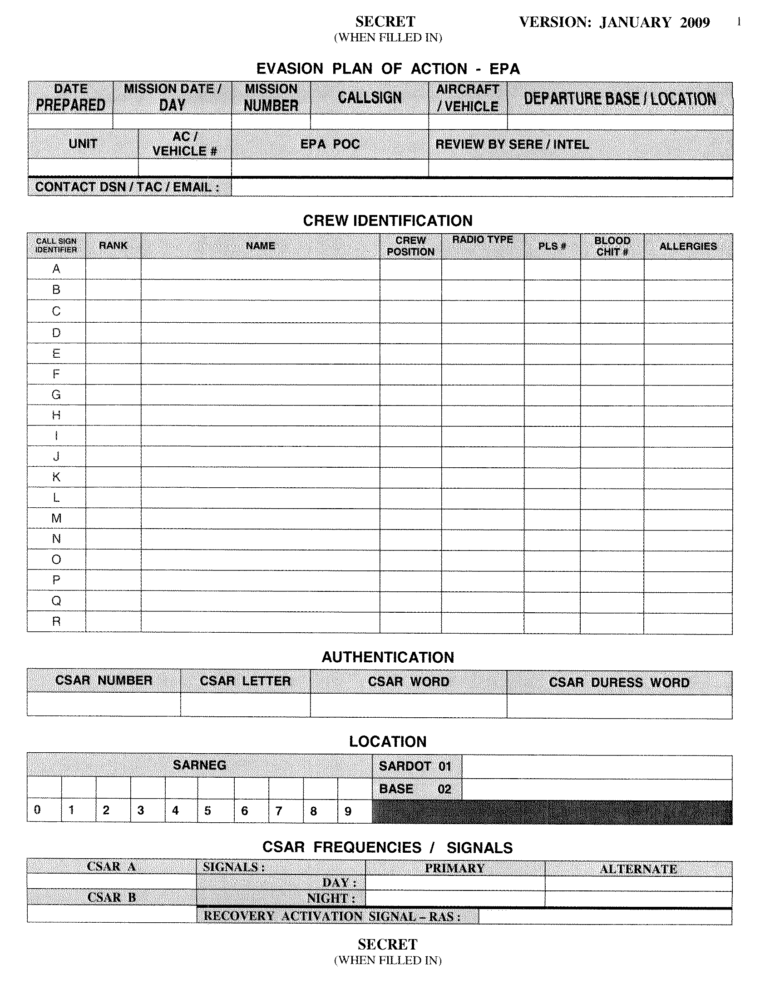 SECRET VERSION: JANUARY 2009 1
(WHEN FILLED IN)
EVASION PLAN OF ACTION - EPA
DATE PREPARED MISSION DATE / DAY MISSION NUMBER CALLSIGN AIRCRAFT / VEHICLE DEPARTURE BASE / LOCATION
UNIT AC / VEHICLE # EPA POC REVIEW BY SERE / INTEL
CONTACT DSN / TAC / EMAIL :
CREW IDENTIFICATION
CALL SIGN IDENTIFIER RANK NAME CREW POSITION RADIO TYPE PLS # BLOOD CHIT # ALLERGIES
A
B
C
D
E
F
G
H
I
J
K
L
M
N
O
P
Q
R
AUTHENTICATION
CSAR NUMBER CSAR LETTER CSAR WORD CSAR DURESS WORD
LOCATION
SARNEG SARDOT 01
BASE 02
0 1 2 3 4 5 6 7 8 9
CSAR FREQUENCIES / SIGNALS
CSAR A SIGNALS : PRIMARY ALTERNATE
DAY :
CSAR B NIGHT :
RECOVERY ACTIVATION SIGNAL – RAS :
SECRET
(WHEN FILLED IN)